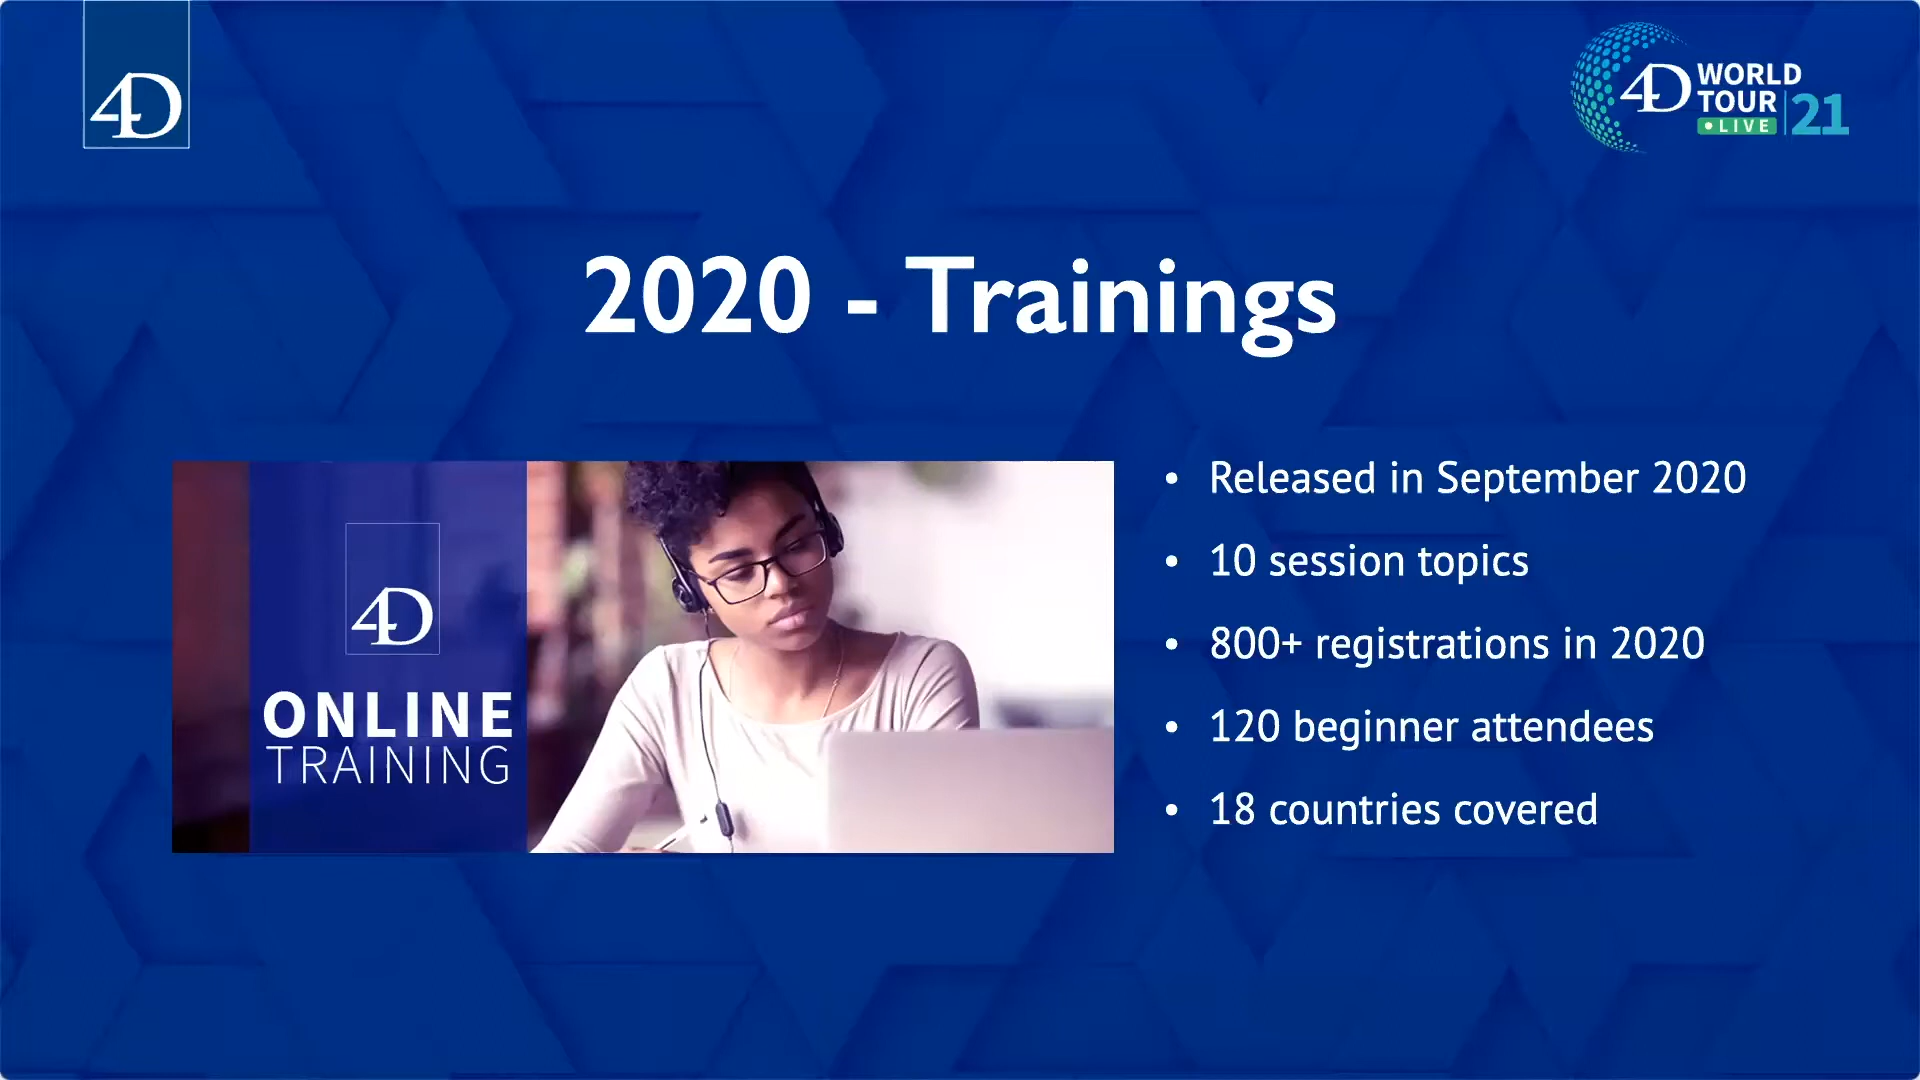 4D
4D WORLD
TOUR
LIVE
21
2020 - Trainings
4D
ONLINE
TRAINING
• Released in September 2020
• 10 session topics
• 800+ registrations in 2020
• 120 beginner attendees
• 18 countries covered